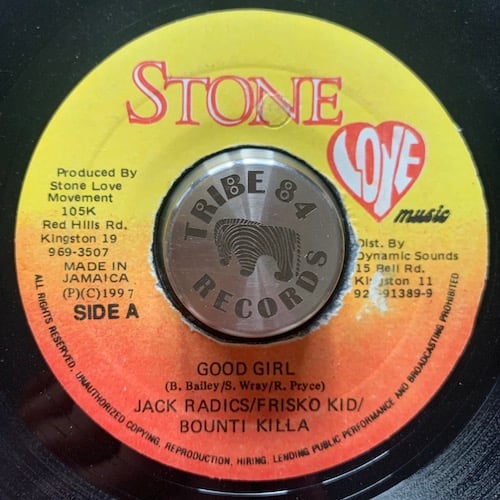 STONE
LOVE
music
Produced By
Stone Love
Movement
105K
Red Hills Rd.
Kingston 19
969-3507
MADE IN
JAMAICA
(P)(C)1997
SIDE A
TRIBE 84
RECORDS
Dist. By
Dynamic Sounds
15 Bell Rd.
Kingston 11
92 -91389-9
GOOD GIRL
(B. Bailey/S. Wray/R. Pryce)
JACK RADICS/FRISKO KID/
BOUNTI KILLA
ALL RIGHTS RESERVED. UNAUTHORIZED COPYING, REPRODUCTION, HIRING, LENDING PUBLIC PERFORMANCE AND BROADCASTING PROHIBITED